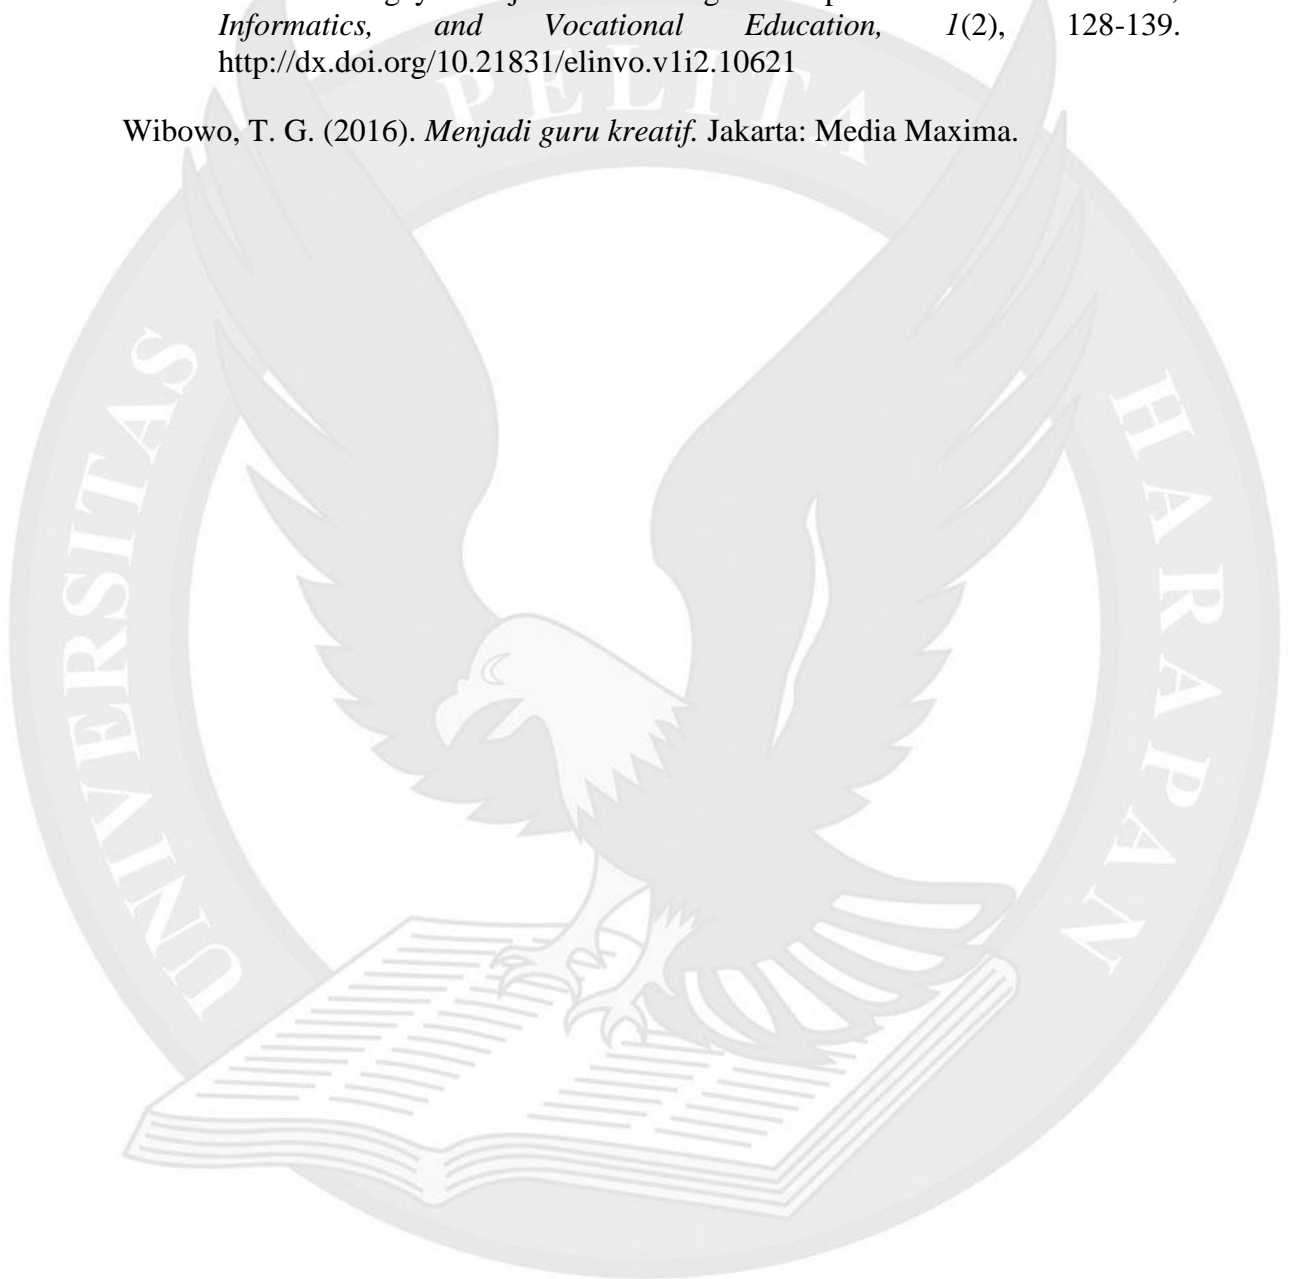 Informatics, and Vocational Education, 1(2), 128-139.
http://dx.doi.org/10.21831/elinvo.v1i2.10621
Wibowo, T. G. (2016). Menjadi guru kreatif. Jakarta: Media Maxima.
UNIVERSITAS PELITA HARAPAN